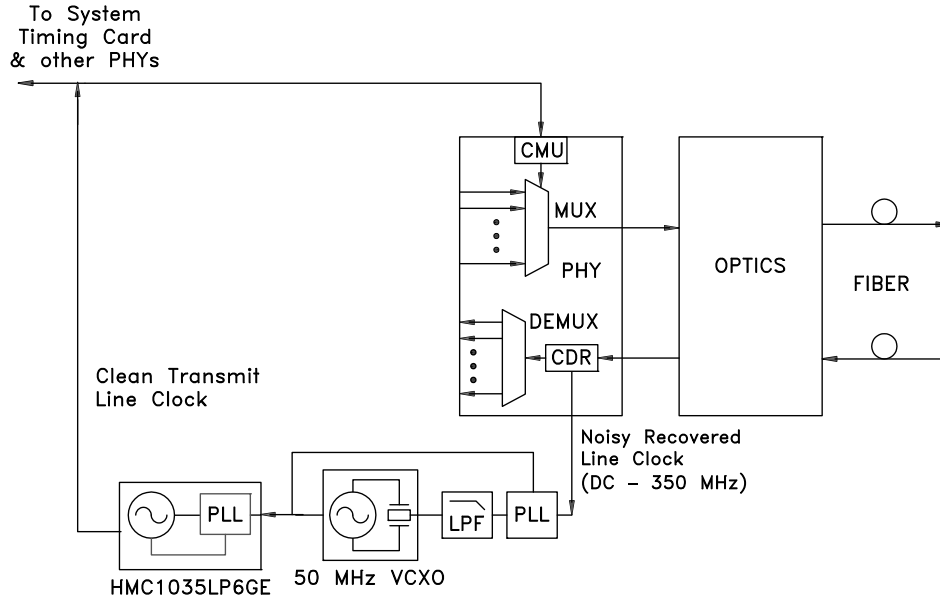 To System
Timing Card
& other PHYs
CMU
MUX
PHY
OPTICS
FIBER
DEMUX
CDR
Clean Transmit
Line Clock
Noisy Recovered
Line Clock
(DC - 350 MHz)
PLL
LPF
PLL
HMC1035LP6GE
50 MHz VCXO